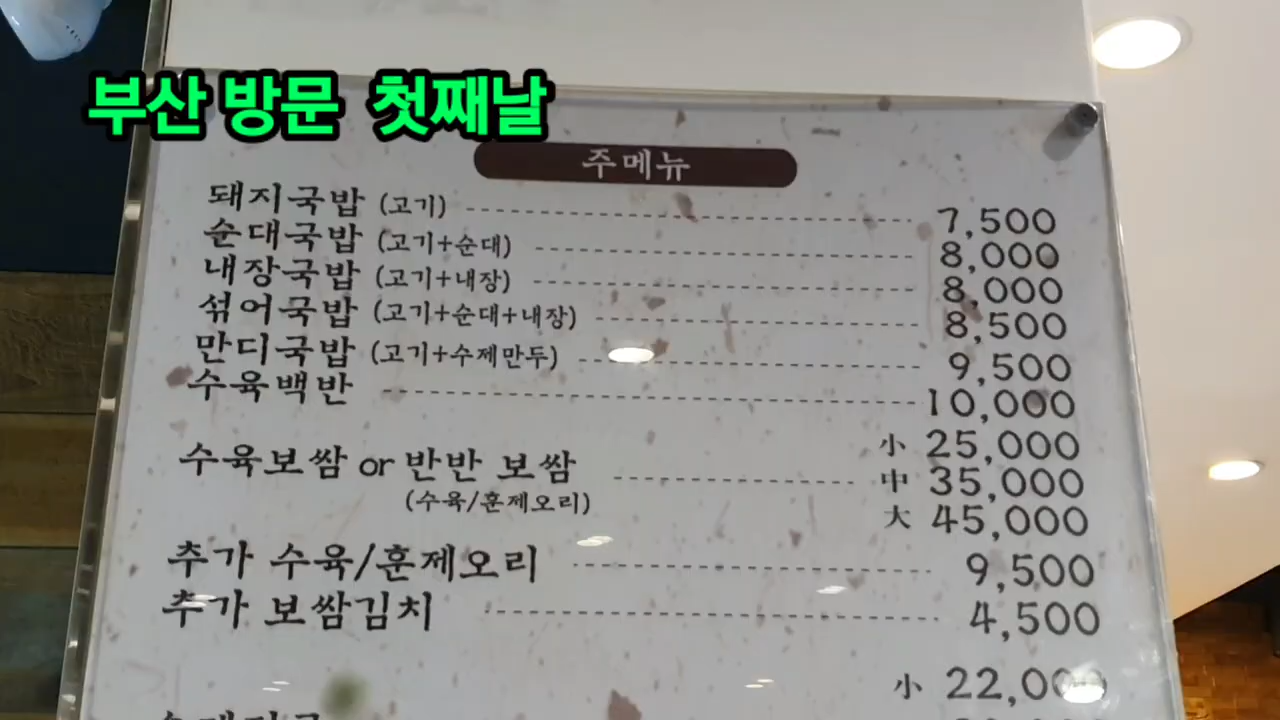 부산 방문 첫째날
주메뉴
돼지국밥 (고기) 7,500
순대국밥 (고기+순대) 8,000
내장국밥 (고기+내장) 8,000
섞어국밥 (고기+순대+내장) 8,500
만디국밥 (고기+수제만두) 9,500
수육백반 10,000
수육보쌈 or 반반 보쌈 小 25,000
(수육/훈제오리) 中 35,000
大 45,000
추가 수육/훈제오리 9,500
추가 보쌈김치 4,500
小